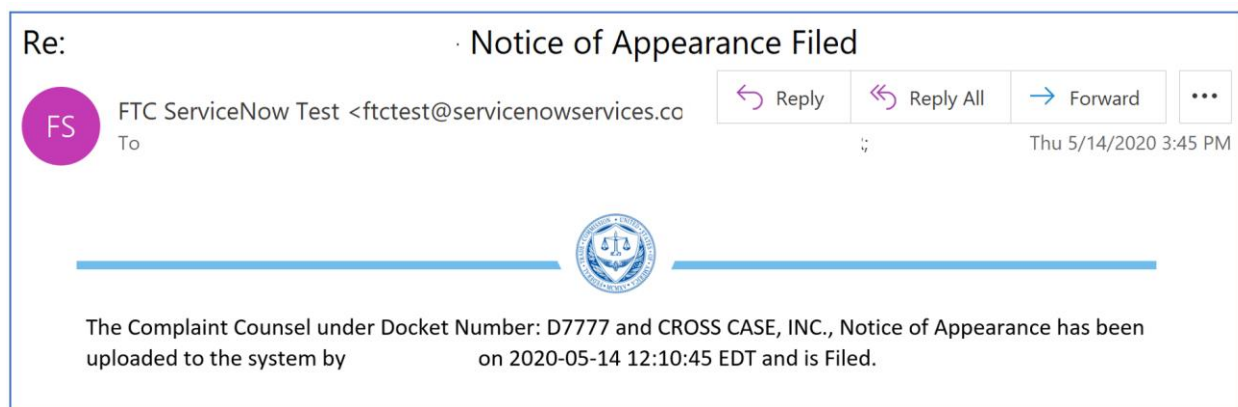 Re: Notice of Appearance Filed
Reply Reply All Forward •••
FS
FTC ServiceNow Test <ftctest@servicenowservices.co
To
Thu 5/14/2020 3:45 PM
The Complaint Counsel under Docket Number: D7777 and CROSS CASE, INC., Notice of Appearance has been
uploaded to the system by on 2020-05-14 12:10:45 EDT and is Filed.